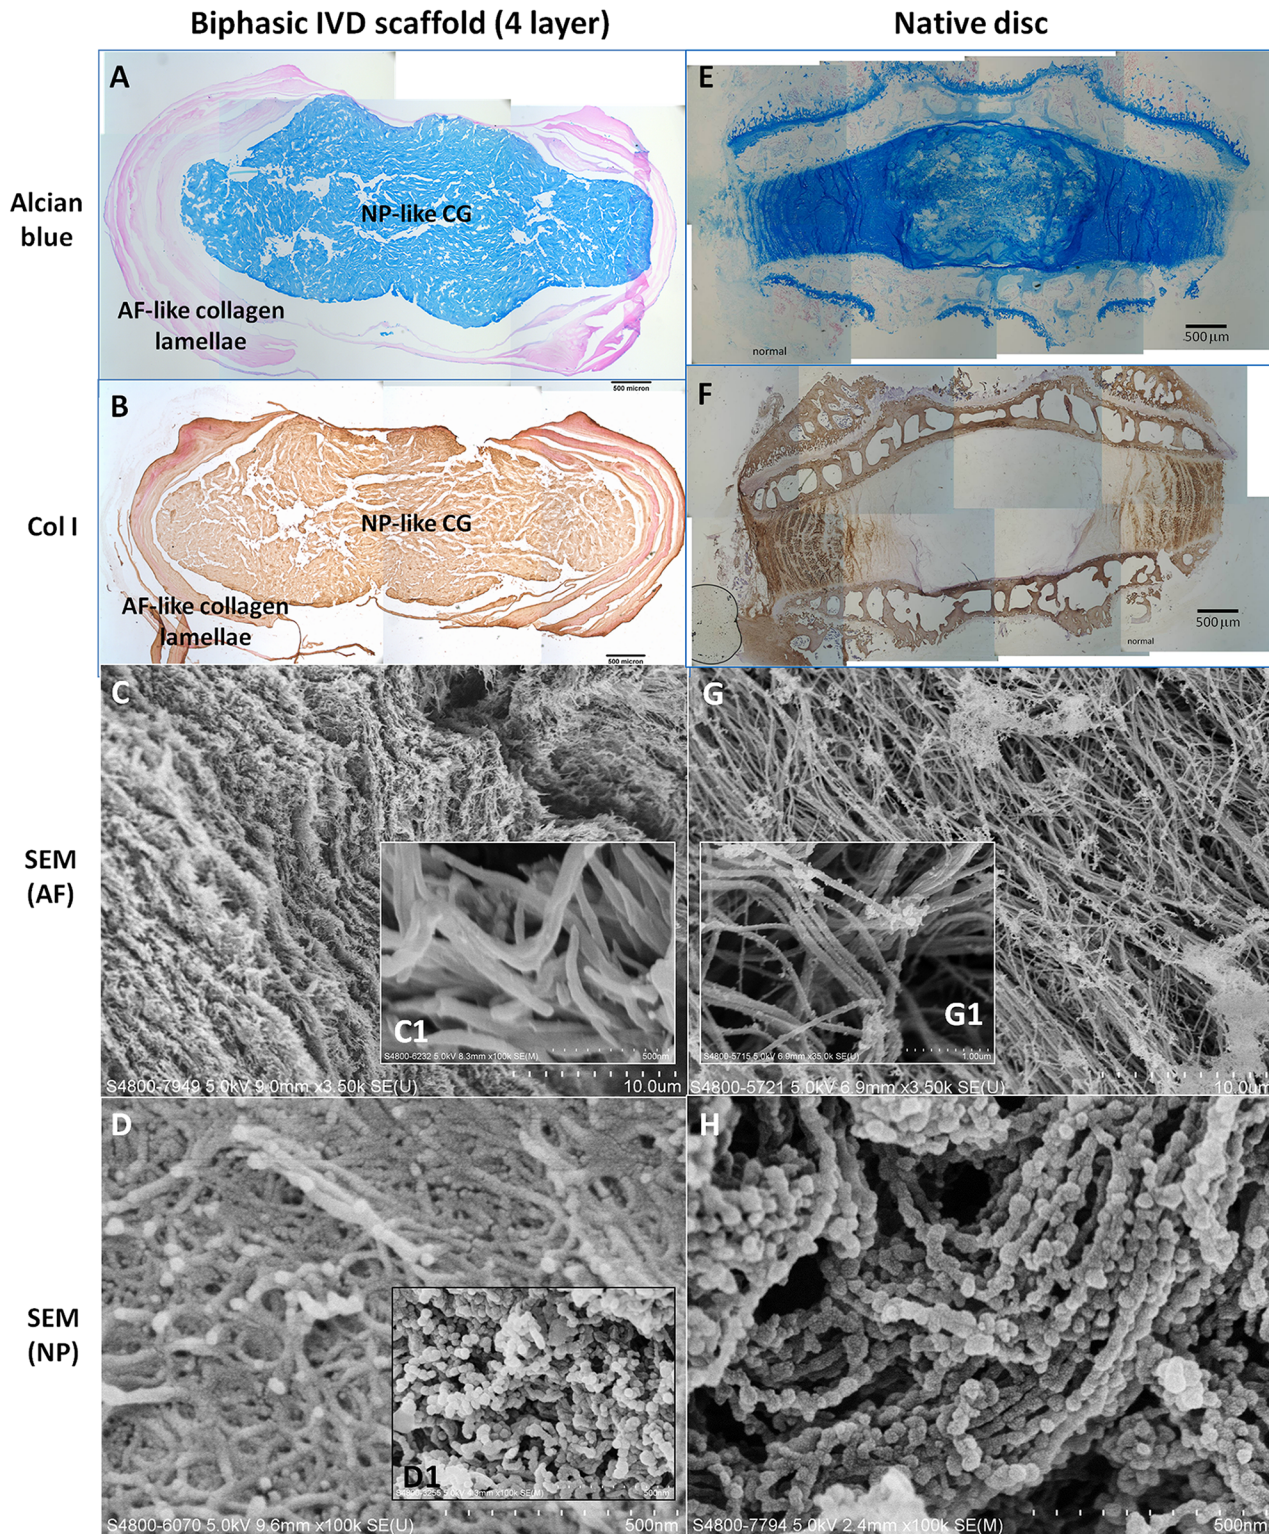 Biphasic IVD scaffold (4 layer)
Native disc
Alcian
blue
A
NP-like CG
AF-like collagen
lamellae
500 micron
E
normal
500 µm
Col I
B
NP-like CG
AF-like collagen
lamellae
500 micron
F
normal
500 µm
SEM
(AF)
C
C1
S4800-6232 5.0kV 8.3mm x100k SE(M)
500nm
S4800-7949 5.0kV 9.0mm x3.50k SE(U)
10.0um
G
G1
S4800-5715 5.0kV 6.9mm x35.0k SE(U)
1.00um
S4800-5721 5.0kV 6.9mm x3.50k SE(U)
10.0um
SEM
(NP)
D
D1
500nm
S4800-6070 5.0kV 9.6mm x100k SE(U)
500nm
H
S4800-7794 5.0kV 2.4mm x100k SE(M)
500nm